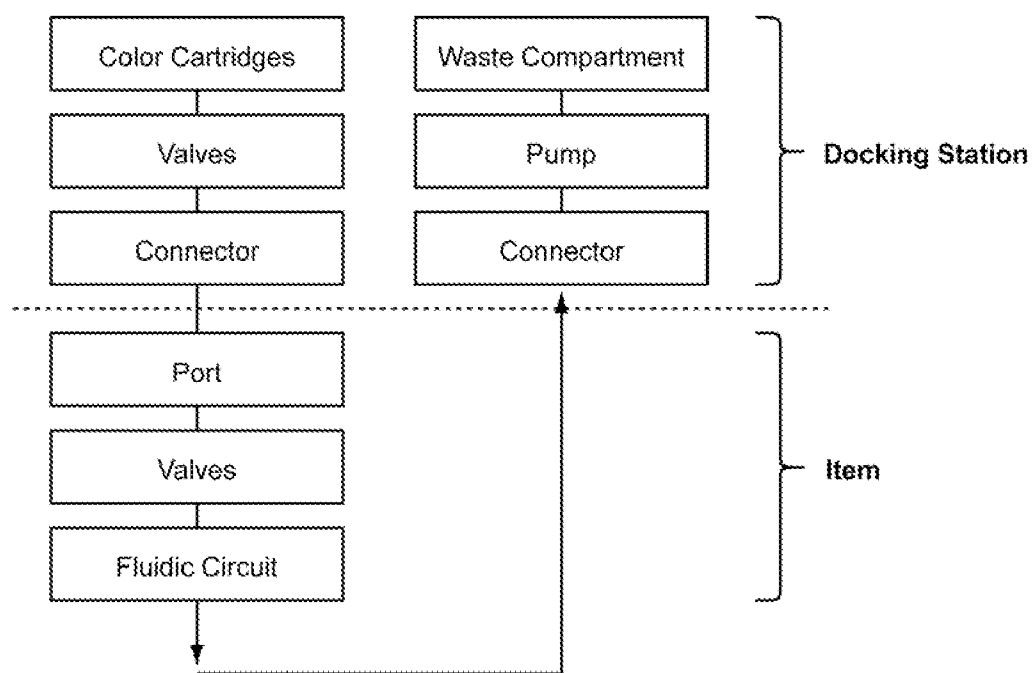 Color Cartridges
Valves
Connector
Waste Compartment
Pump
Connector
Docking Station
Port
Valves
Fluidic Circuit
Item